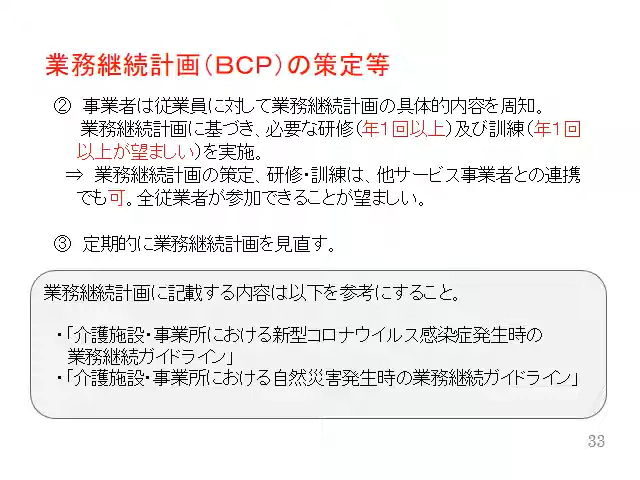 業務継続計画（ＢＣＰ）の策定等
② 事業者は従業員に対して業務継続計画の具体的内容を周知。
業務継続計画に基づき、必要な研修（年１回以上）及び訓練（年１回
以上が望ましい）を実施。
⇒ 業務継続計画の策定、研修・訓練は、他サービス事業者との連携
でも可。全従業者が参加できることが望ましい。
③ 定期的に業務継続計画を見直す。
業務継続計画に記載する内容は以下を参考にすること。
・「介護施設・事業所における新型コロナウイルス感染症発生時の
業務継続ガイドライン」
・「介護施設・事業所における自然災害発生時の業務継続ガイドライン」
33